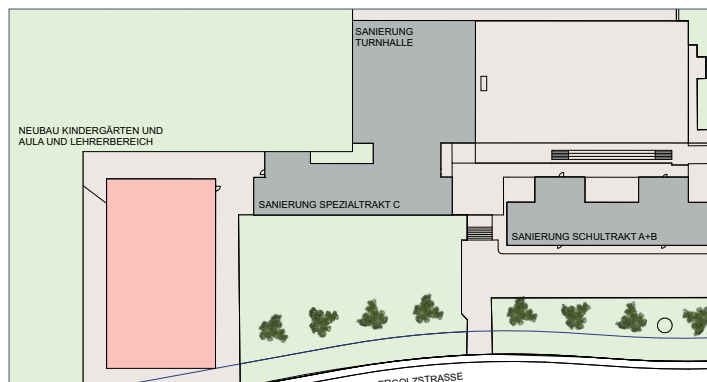 SANIERUNG
TURNHALLE
NEUBAU KINDERGÄRTEN UND
AULA UND LEHRERBEREICH
SANIERUNG SPEZIALTRAKT C
SANIERUNG SCHULTRAKT A+B
ERGOLZSTRASSE